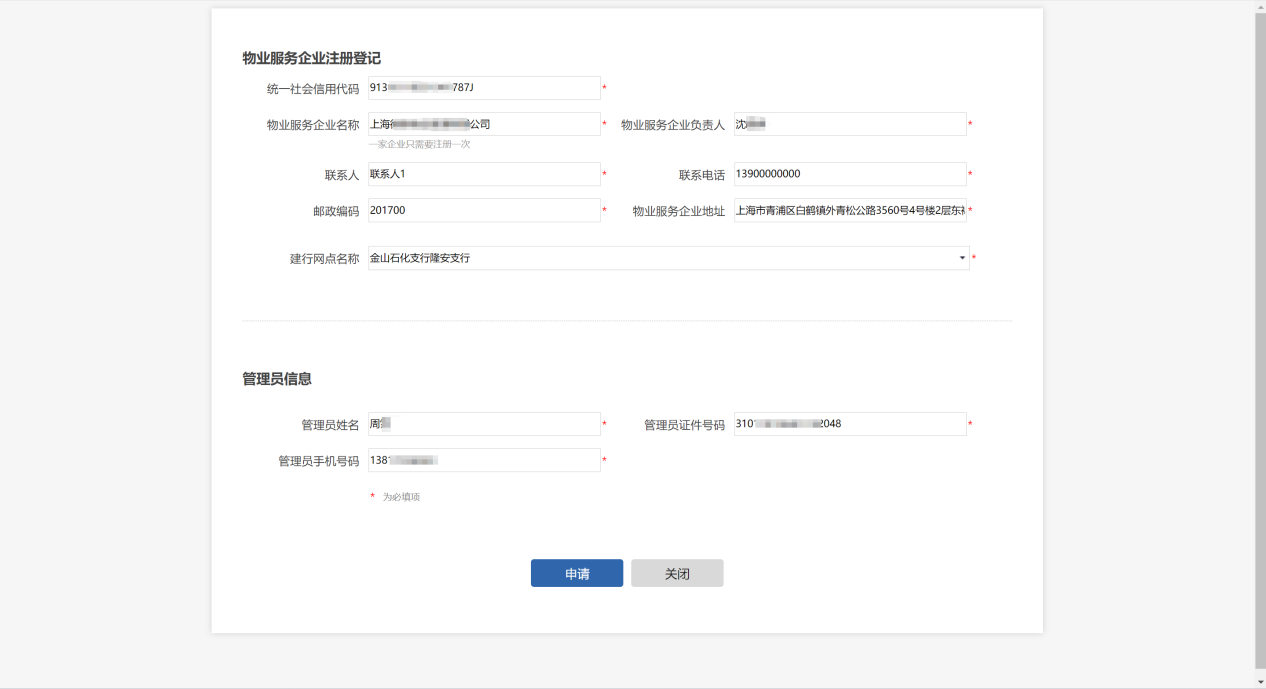 物业服务企业注册登记
统一社会信用代码 913 787J *
物业服务企业名称 上海 公司 * 物业服务企业负责人 沈 *
一家企业只需要注册一次
联系人 联系人1 * 联系电话 13900000000 *
邮政编码 201700 * 物业服务企业地址 上海市青浦区白鹤镇外青松公路3560号4号楼2层东 *
建行网点名称 金山石化支行隆安支行 *
管理员信息
管理员姓名 周 * 管理员证件号码 310 2048 *
管理员手机号码 138 *
* 为必填项
申请 关闭